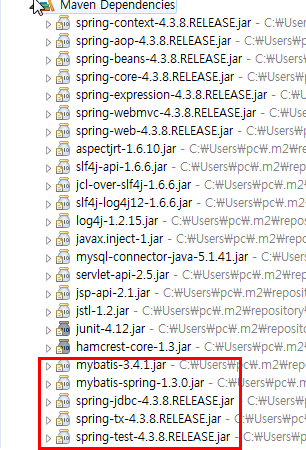 Maven Dependencies
spring-context-4.3.8.RELEASE.jar - C:₩Users₩
spring-aop-4.3.8.RELEASE.jar - C:₩Users₩pc
spring-beans-4.3.8.RELEASE.jar - C:₩Users₩p
spring-core-4.3.8.RELEASE.jar - C:₩Users₩pc
spring-expression-4.3.8.RELEASE.jar - C:₩Us
spring-webmvc-4.3.8.RELEASE.jar - C:₩User
spring-web-4.3.8.RELEASE.jar - C:₩Users₩pc
aspectjrt-1.6.10.jar - C:₩Users₩pc₩.m2₩rep
slf4j-api-1.6.6.jar - C:₩Users₩pc₩.m2₩repo
jcl-over-slf4j-1.6.6.jar - C:₩Users₩pc₩.m2
slf4j-log4j12-1.6.6.jar - C:₩Users₩pc₩.m2₩
log4j-1.2.15.jar - C:₩Users₩pc₩.m2₩reposi
javax.inject-1.jar - C:₩Users₩pc₩.m2₩repos
mysql-connector-java-5.1.41.jar - C:₩Users₩
servlet-api-2.5.jar - C:₩Users₩pc₩.m2₩repo
jsp-api-2.1.jar - C:₩Users₩pc₩.m2₩reposit
jstl-1.2.jar - C:₩Users₩pc₩.m2₩repository₩
junit-4.12.jar - C:₩Users₩pc₩.m2₩reposito
hamcrest-core-1.3.jar - C:₩Users₩pc₩.m2₩
mybatis-3.4.1.jar - C:₩Users₩pc₩.m2₩repo
mybatis-spring-1.3.0.jar - C:₩Users₩pc₩.m
spring-jdbc-4.3.8.RELEASE.jar - C:₩Users₩p
spring-tx-4.3.8.RELEASE.jar - C:₩Users₩pc₩
spring-test-4.3.8.RELEASE.jar - C:₩Users₩pc